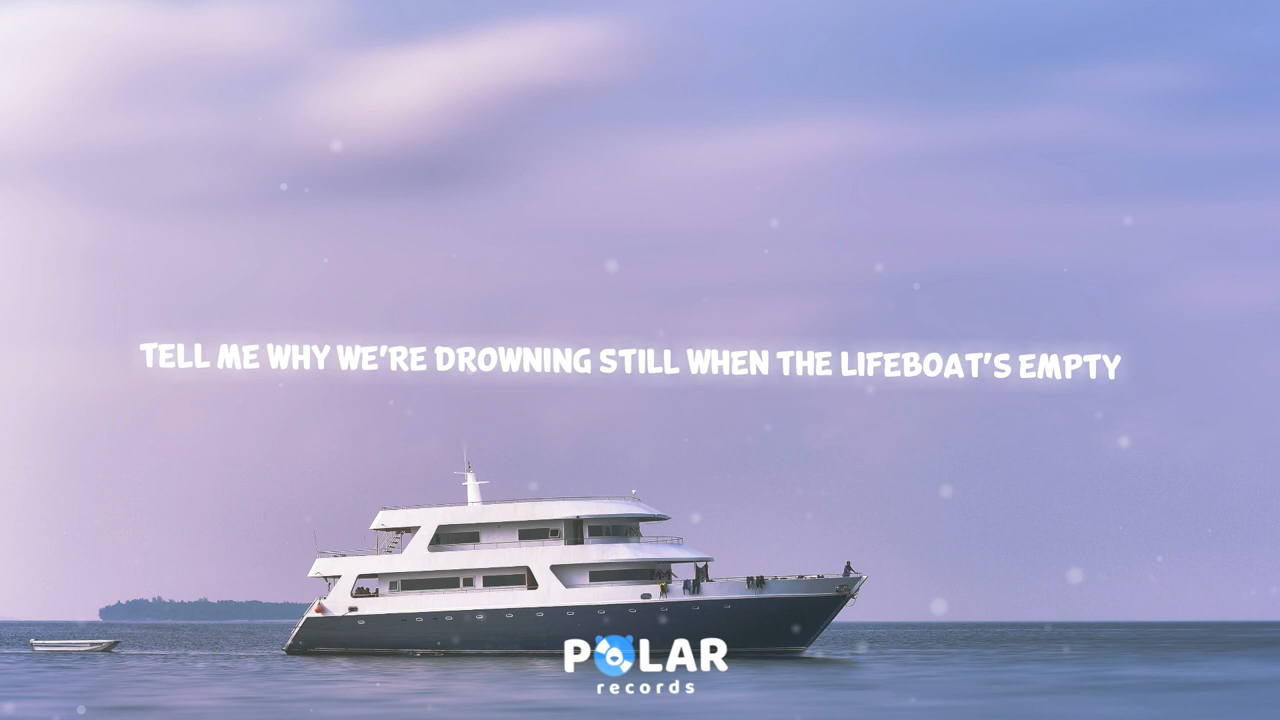 TELL ME WHY WE'RE DROWNING STILL WHEN THE LIFEBOAT'S EMPTY
POLAR
records